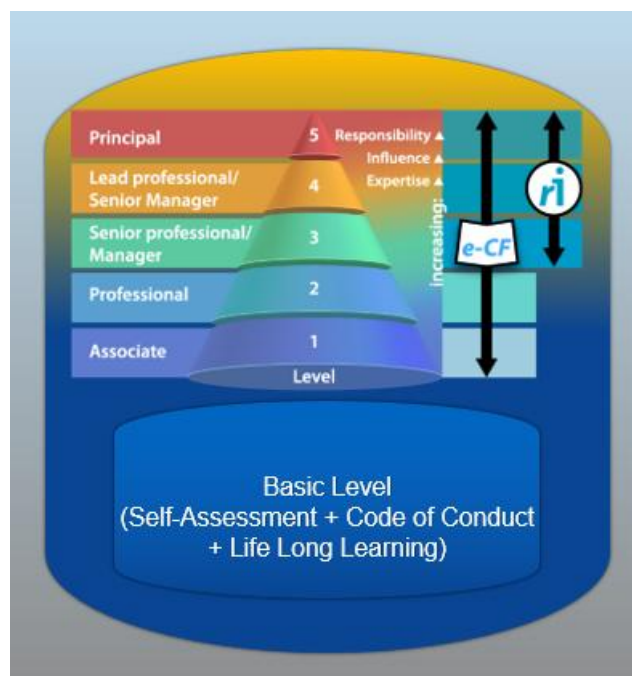 Principal
5
Responsibility ▲
Influence ▲
Expertise ▲
increasing:
Lead professional/
Senior Manager
4
ri
Senior professional/
Manager
3
e-CF
Professional
2
Associate
1
Level
Basic Level
(Self-Assessment + Code of Conduct
+ Life Long Learning)